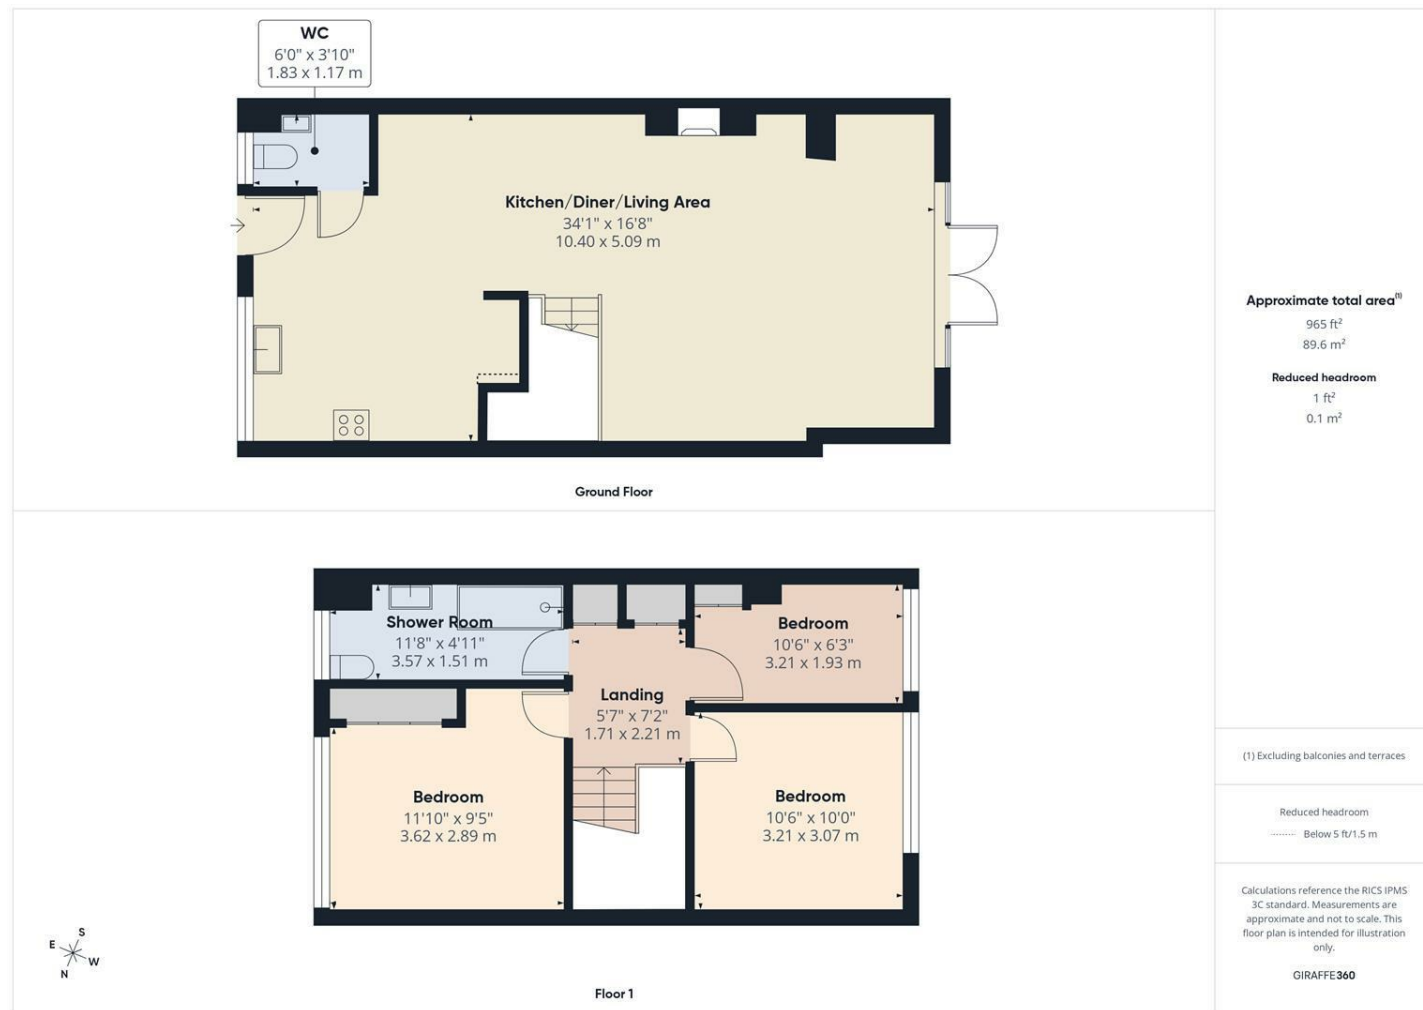 WC
6'0" x 3'10"
1.83 x 1.17 m
Kitchen/Diner/Living Area
34'1" x 16'8"
10.40 x 5.09 m
Ground Floor
Shower Room
11'8" x 4'11"
3.57 x 1.51 m
Bedroom
10'6" x 6'3"
3.21 x 1.93 m
Landing
5'7" x 7'2"
1.71 x 2.21 m
Bedroom
11'10" x 9'5"
3.62 x 2.89 m
Bedroom
10'6" x 10'0"
3.21 x 3.07 m
S
E
W
N
Floor 1
Approximate total area⁽¹⁾
965 ft²
89.6 m²
Reduced headroom
1 ft²
0.1 m²
(1) Excluding balconies and terraces
Reduced headroom
Below 5 ft/1.5 m
Calculations reference the RICS IPMS
3C standard. Measurements are
approximate and not to scale. This
floor plan is intended for illustration
only.
GIRAFFE360